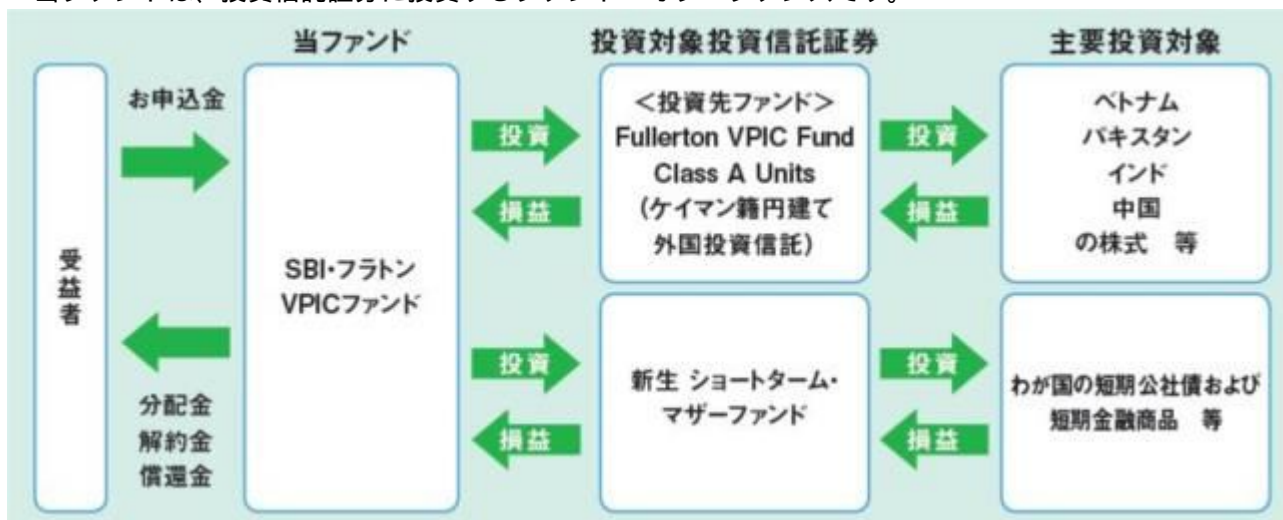 当ファンド
投資対象投資信託証券
主要投資対象
受益者
お申込金
分配金
解約金
償還金
SBI・フラトン
VPICファンド
投資
損益
<投資先ファンド>
Fullerton VPIC Fund
Class A Units
(ケイマン籍円建て
外国投資信託)
投資
損益
ベトナム
パキスタン
インド
中国
の株式 等
投資
損益
新生 ショートターム・
マザーファンド
投資
損益
わが国の短期公社債および
短期金融商品 等